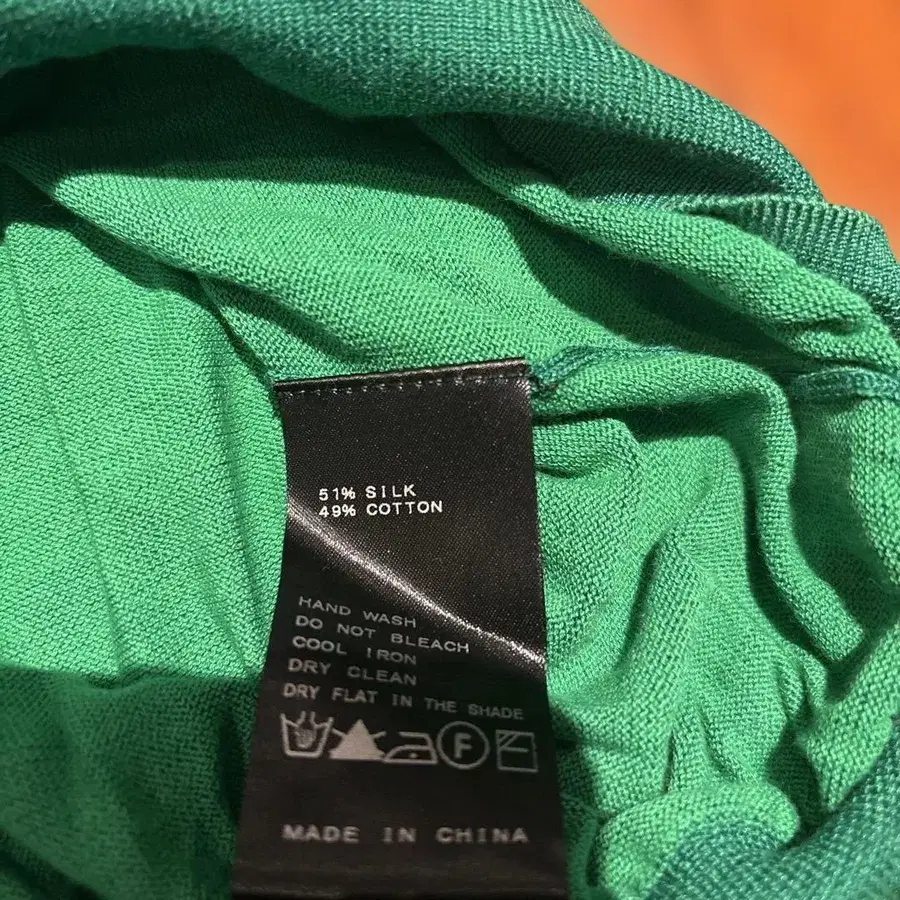 51% SILK
49% COTTON
HAND WASH
DO NOT BLEACH
COOL IRON
DRY CLEAN
DRY FLAT IN THE SHADE
F
MADE IN CHINA